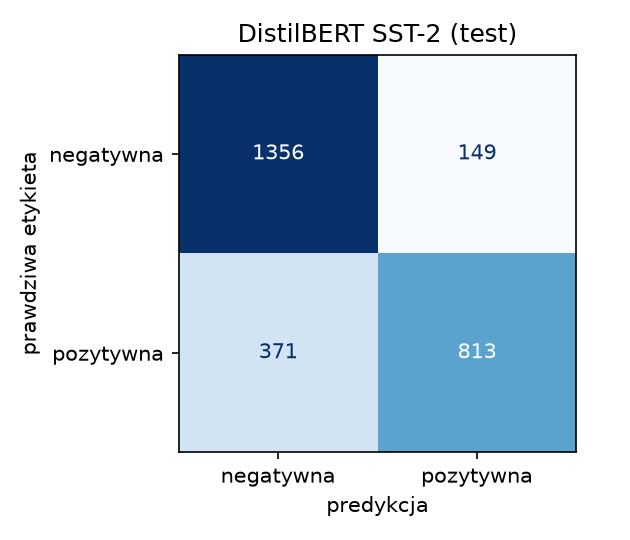 DistilBERT SST-2 (test)
prawdziwa etykieta
negatywna
1356
149
pozytywna
371
813
negatywna
pozytywna
predykcja